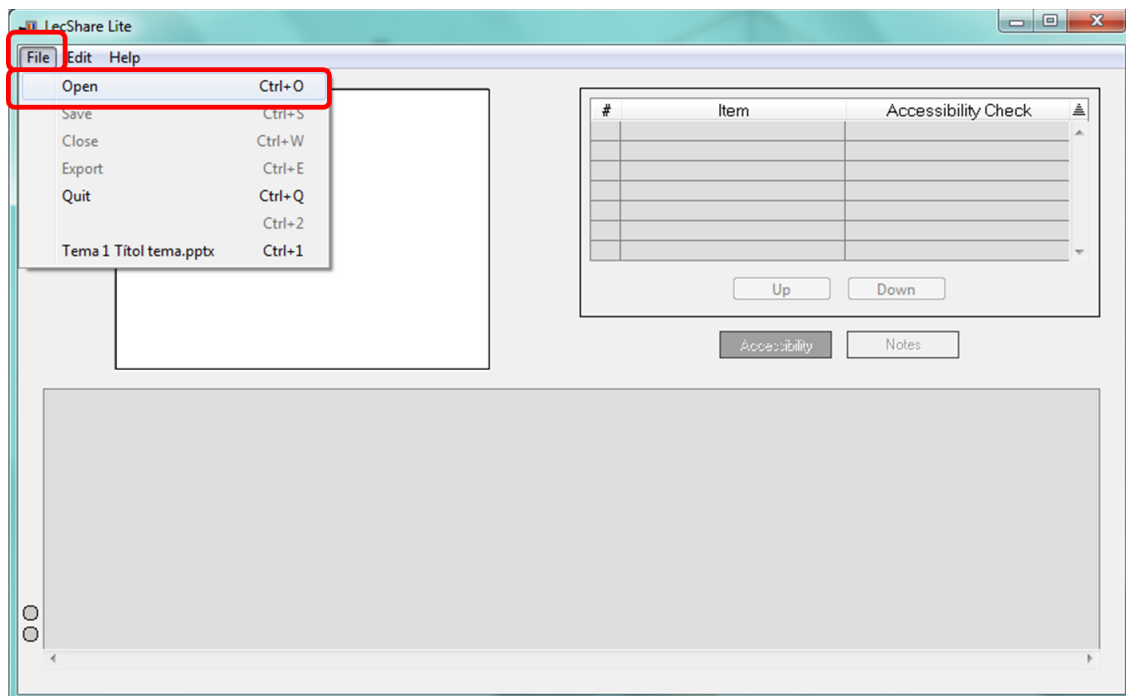 LecShare Lite
File Edit Help
Open Ctrl+O
Save Ctrl+S
Close Ctrl+W
Export Ctrl+E
Quit Ctrl+Q
Ctrl+2
Tema 1 Títol tema.pptx Ctrl+1
# Item Accessibility Check
Up Down
Accessibility Notes